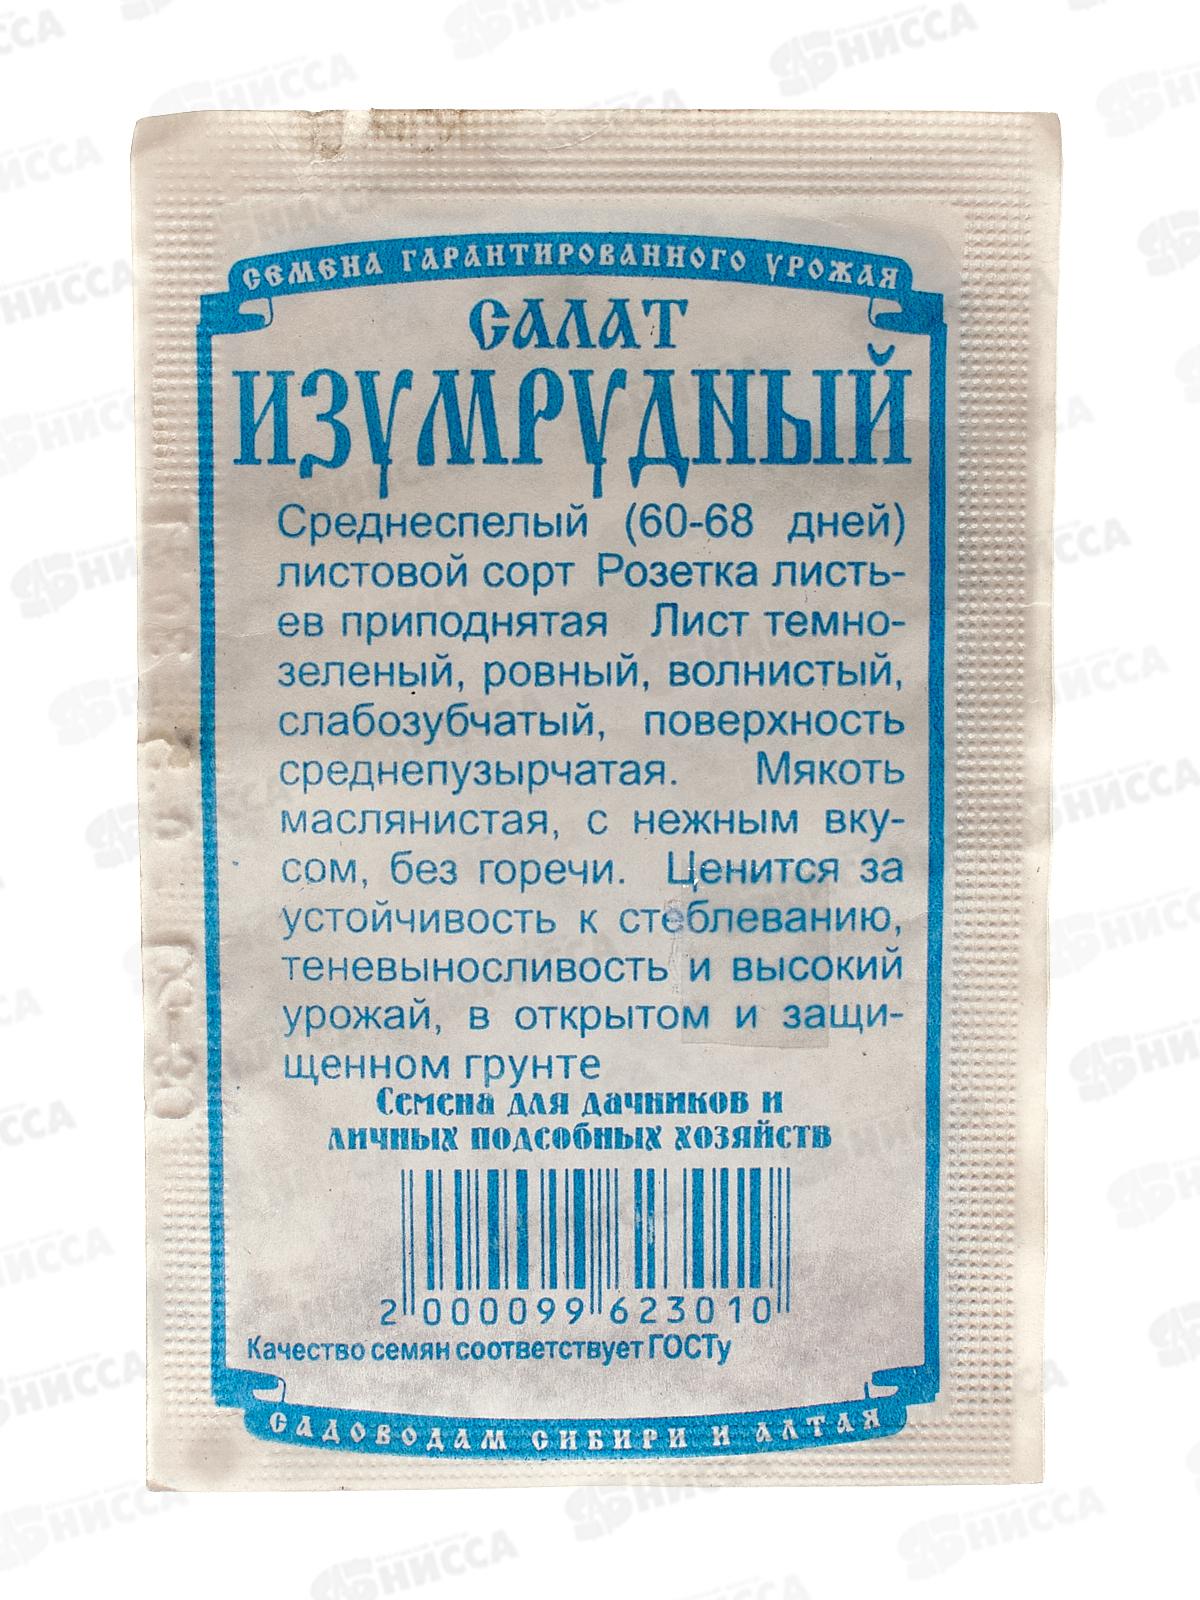 СЕМЕНА ГАРАНТИРОВАННОГО УРОЖАЯ
САЛАТ
ИЗУМРУДНЫЙ
Среднеспелый (60-68 дней)
листовой сорт Розетка листь-
ев приподнятая Лист темно-
зеленый, ровный, волнистый,
слабозубчатый, поверхность
среднепузырчатая. Мякоть
маслянистая, с нежным вку-
сом, без горечи. Ценится за
устойчивость к стеблеванию,
теневыносливость и высокий
урожай, в открытом и защи-
щенном грунте
Семена для дачников и
личных подсобных хозяйств
2 000099 623010
Качество семян соответствует ГОСТу
САДОВОДАМ СИБИРИ И АЛТАЯ